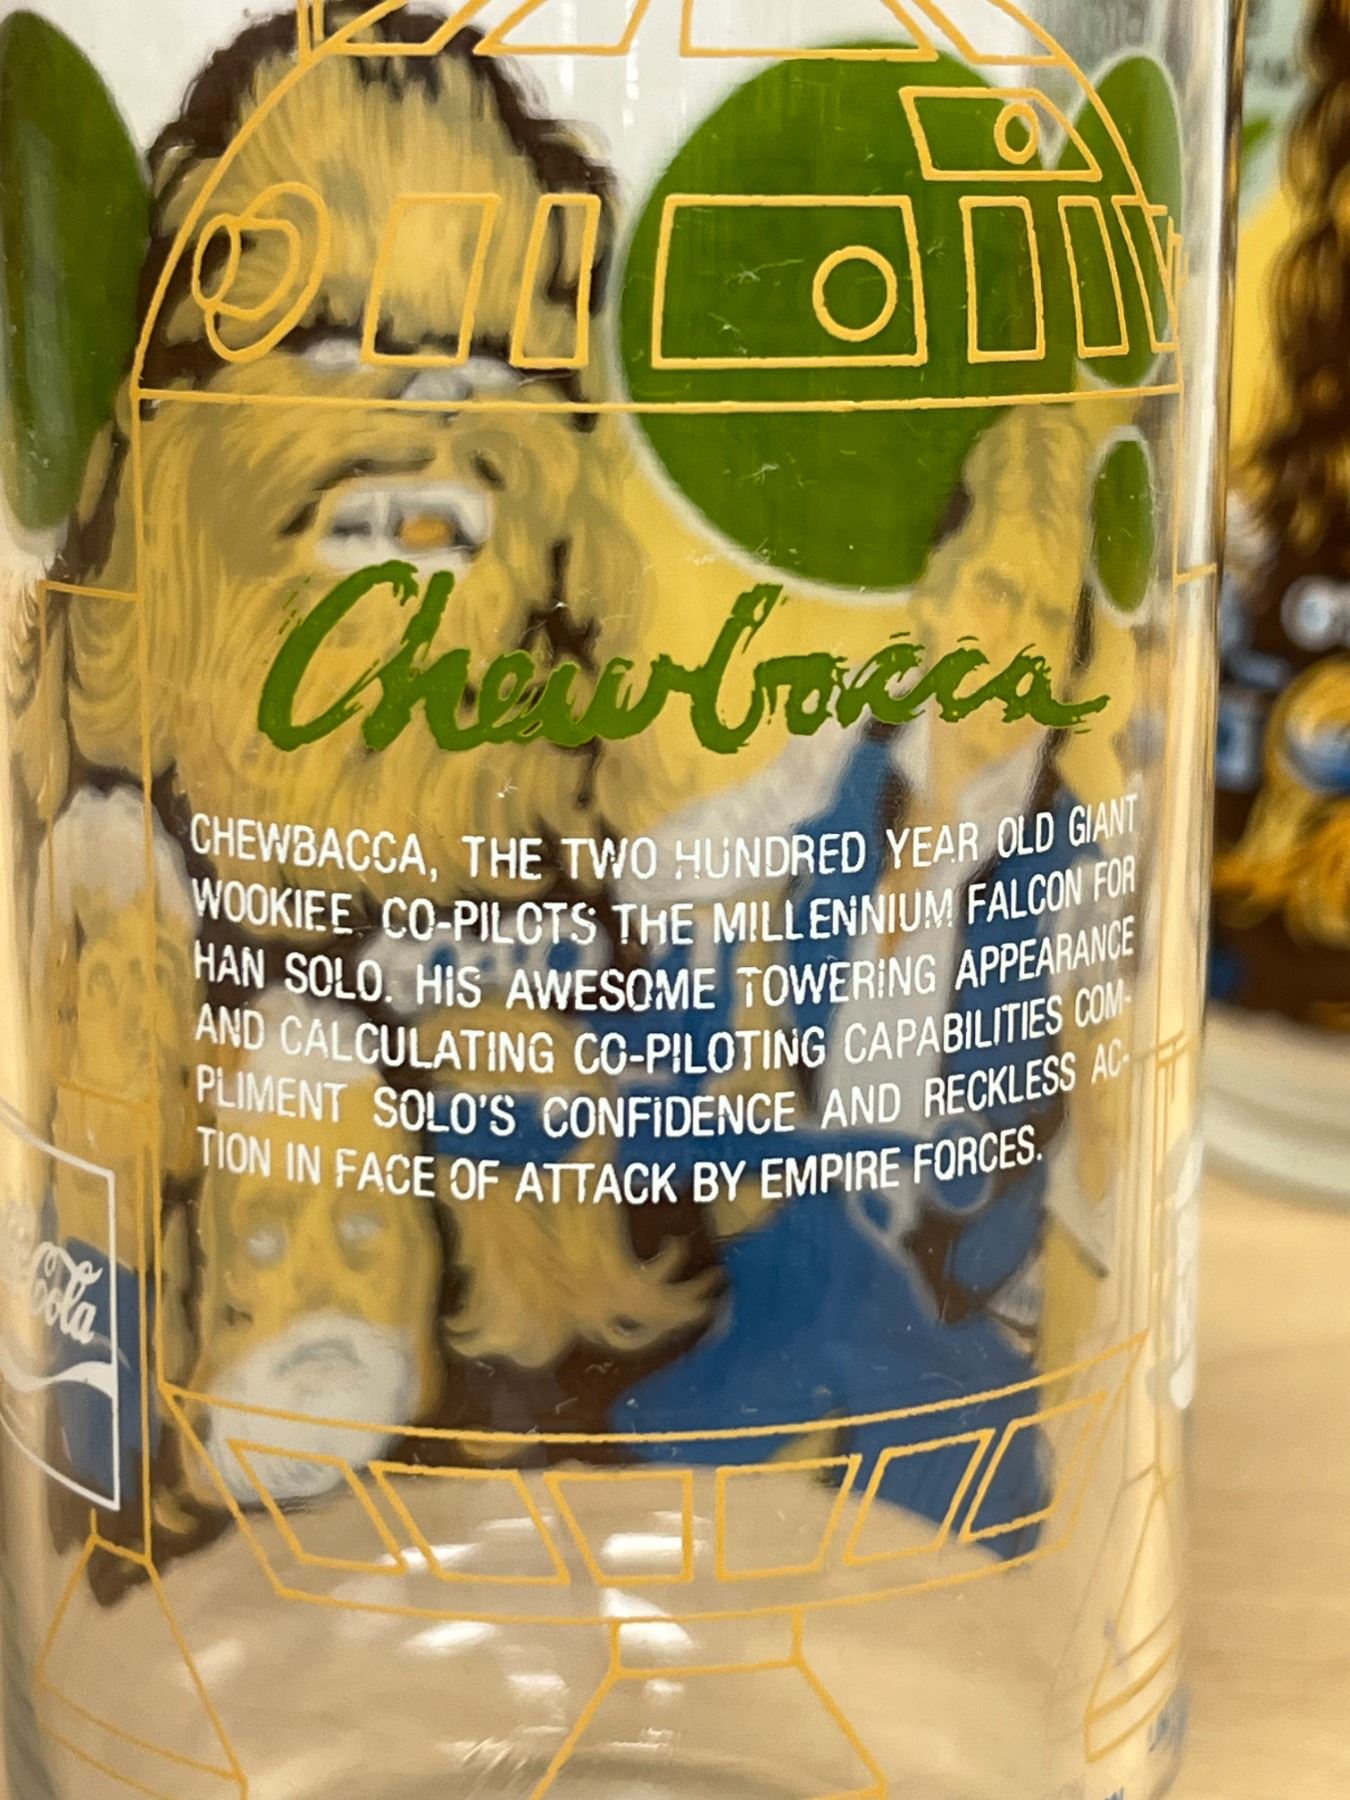 Chewbacca
CHEWBACCA, THE TWO HUNDRED YEAR OLD GIANT
WOOKIEE CO-PILOTS THE MILLENNIUM FALCON FOR
HAN SOLO. HIS AWESOME TOWERING APPEARANCE
AND CALCULATING CO-PILOTING CAPABILITIES COM-
PLIMENT SOLO'S CONFIDENCE AND RECKLESS AC-
TION IN FACE OF ATTACK BY EMPIRE FORCES.
Cola